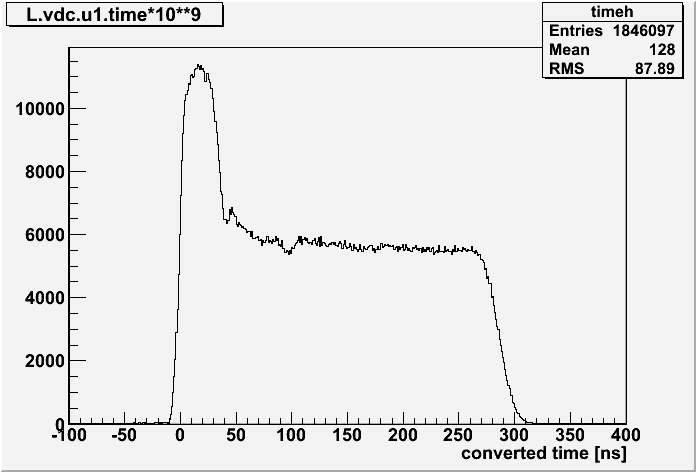 L.vdc.u1.time*10**9
timeh
Entries 1846097
Mean 128
RMS 87.89
10000
8000
6000
4000
2000
0
-100 -50 0 50 100 150 200 250 300 350 400
converted time [ns]